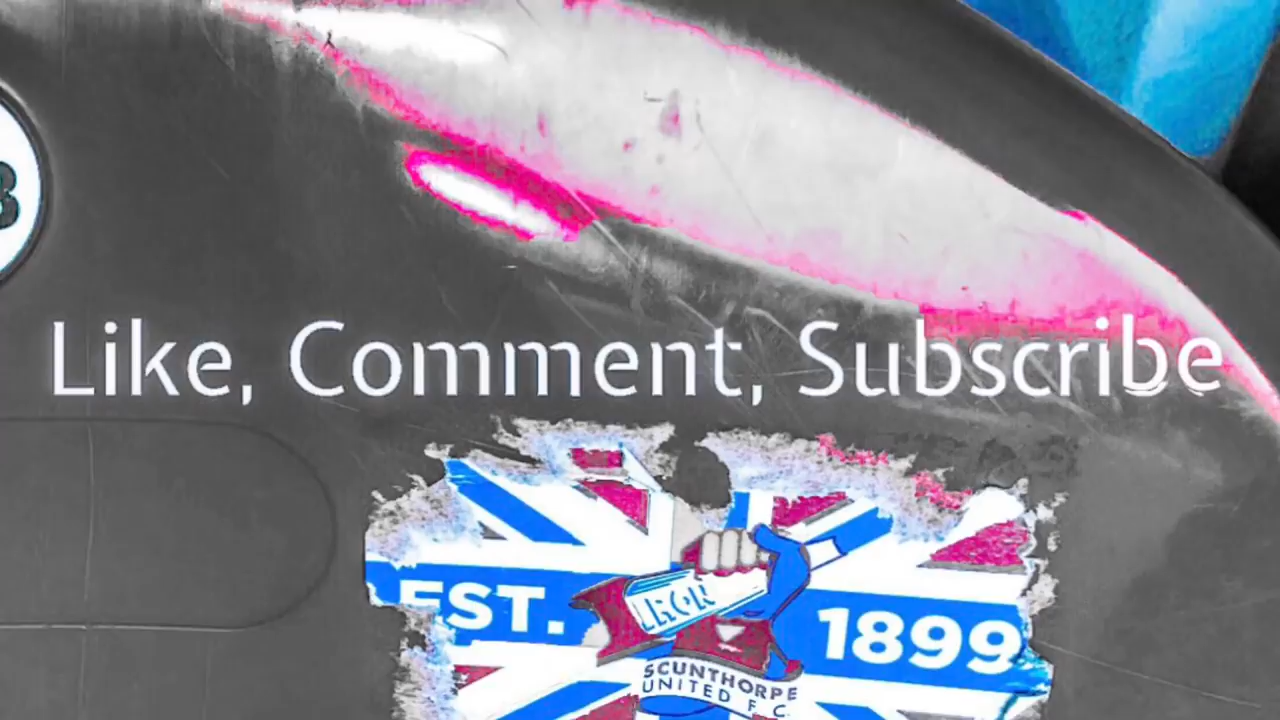 Like, Comment, Subscribe
EST.
IRON
1899
SCUNTHORPE
UNITED F.C.